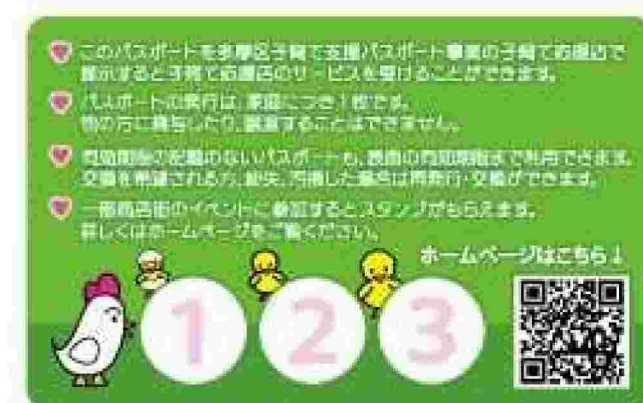 このパスポートを多摩区子育て支援パスポート事業の子育て応援店で
提示すると子育て応援店のサービスを受けることができます。
パスポートの発行は、家庭につき1枚です。
他の方に貸与したり、譲渡することはできません。
有効期限の記載のないパスポートも、裏面の有効期限まで利用できます。
交換を希望される方、紛失、汚損した場合は再発行・交換ができます。
一部商店街のイベントに参加するとスタンプがもらえます。
詳しくはホームページをご覧ください。
ホームページはこちら↓
1 2 3